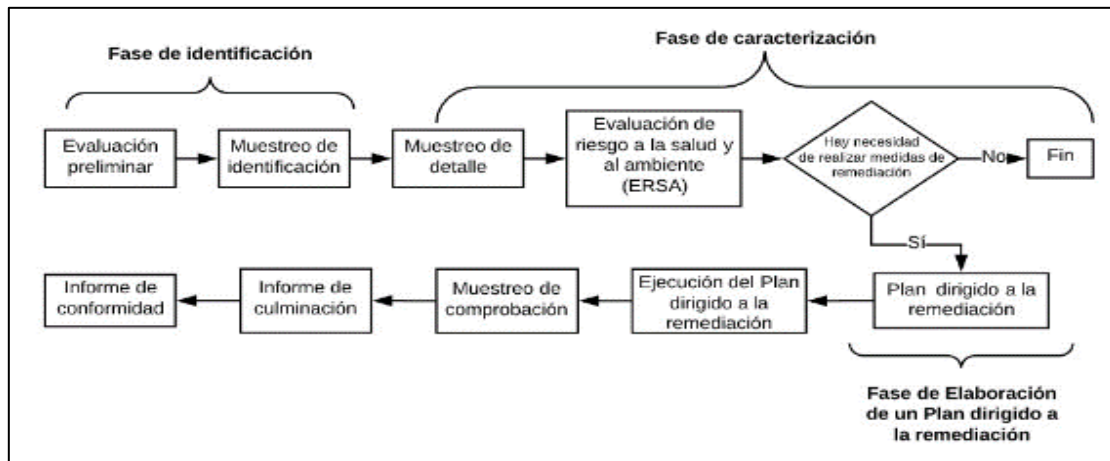 Fase de identificación
Fase de caracterización
Evaluación
preliminar
Muestreo de
identificación
Muestreo de
detalle
Evaluación de
riesgo a la salud y
al ambiente
(ERSA)
Hay necesidad
de realizar medidas de
remediación
No
Fin
Sí
Informe de
conformidad
Informe de
culminación
Muestreo de
comprobación
Ejecución del Plan
dirigido a la
remediación
Plan dirigido a la
remediación
Fase de Elaboración
de un Plan dirigido a
la remediación